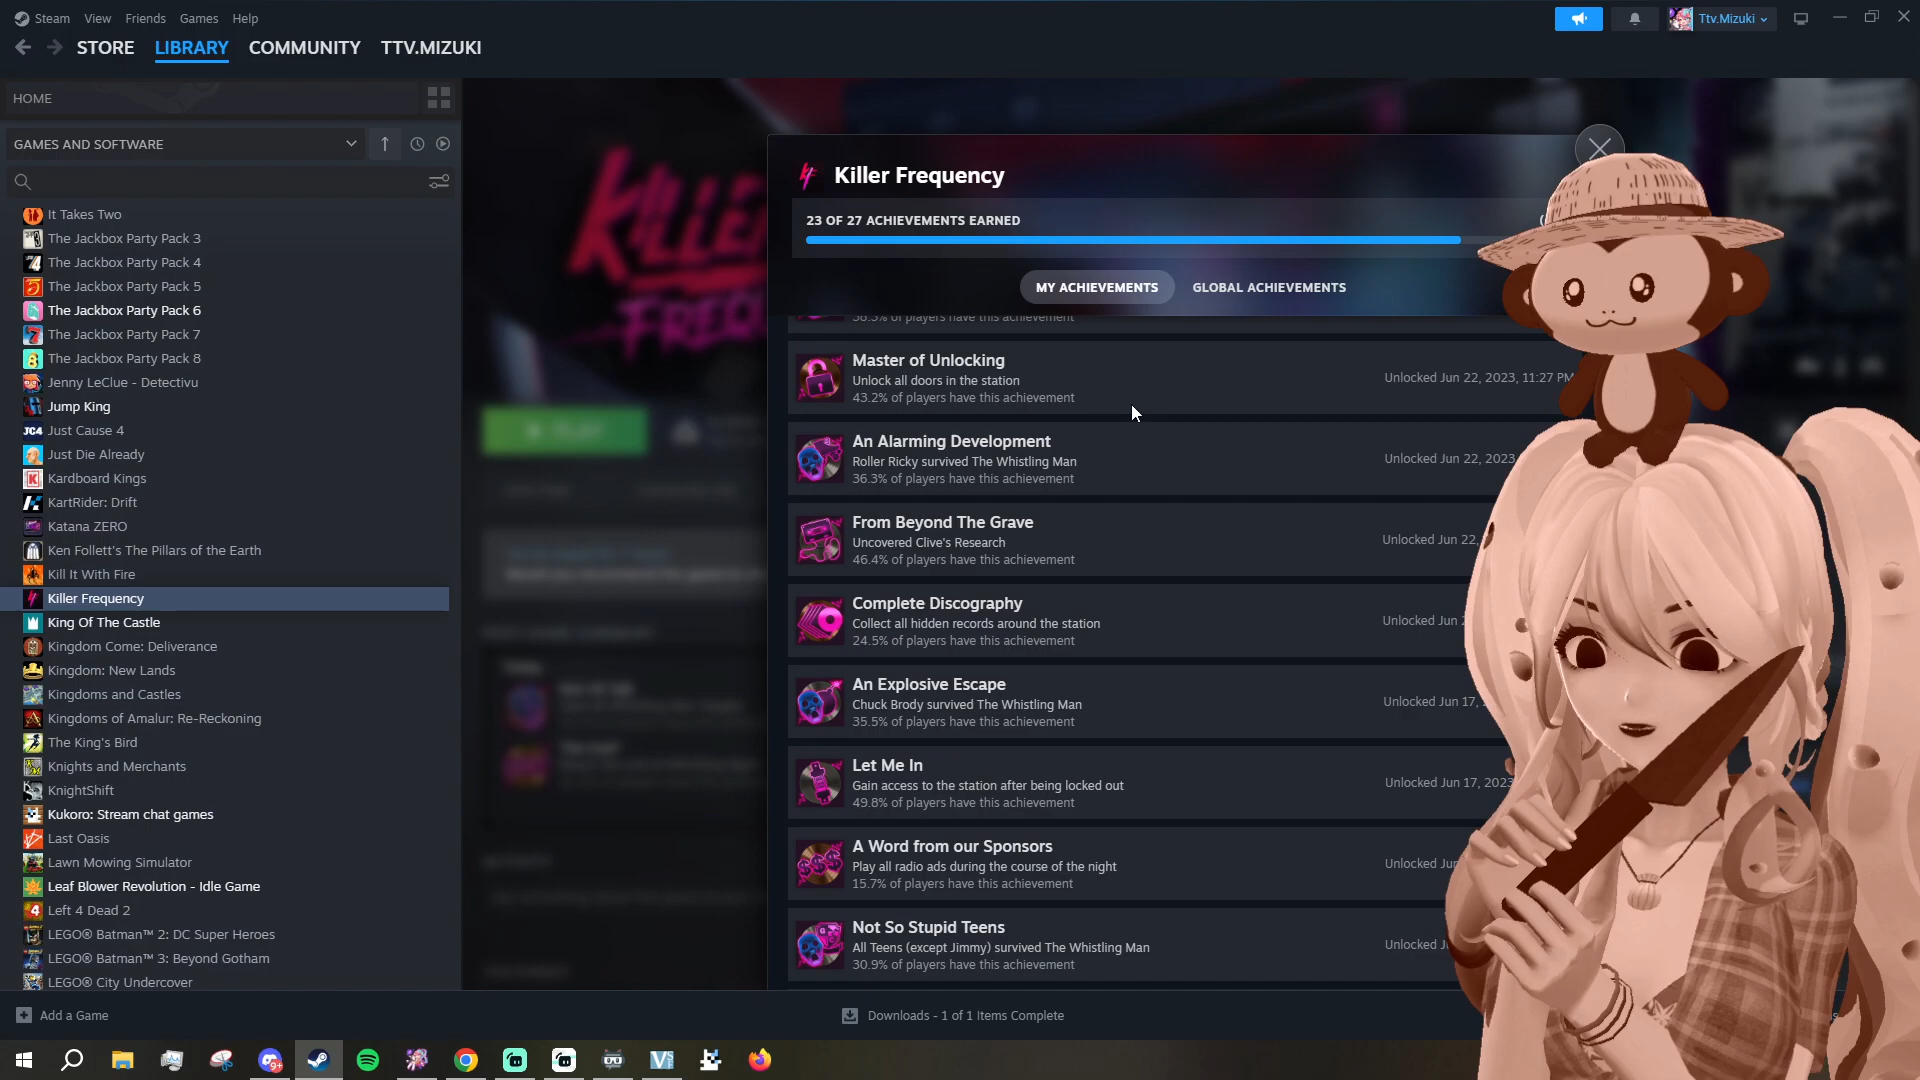 Steam View Friends Games Help
Ttv.Mizuki
STORE LIBRARY COMMUNITY TTV.MIZUKI
HOME
GAMES AND SOFTWARE
It Takes Two
The Jackbox Party Pack 3
The Jackbox Party Pack 4
The Jackbox Party Pack 5
The Jackbox Party Pack 6
The Jackbox Party Pack 7
The Jackbox Party Pack 8
Jenny LeClue - Detectivu
Jump King
Just Cause 4
Just Die Already
Kardboard Kings
KartRider: Drift
Katana ZERO
Ken Follett's The Pillars of the Earth
Kill It With Fire
Killer Frequency
King Of The Castle
Kingdom Come: Deliverance
Kingdom: New Lands
Kingdoms and Castles
Kingdoms of Amalur: Re-Reckoning
The King's Bird
Knights and Merchants
KnightShift
Kukoro: Stream chat games
Last Oasis
Lawn Mowing Simulator
Leaf Blower Revolution - Idle Game
Left 4 Dead 2
LEGO® Batman™ 2: DC Super Heroes
LEGO® Batman™ 3: Beyond Gotham
LEGO® City Undercover
Add a Game
KILLER
PLAY
Killer Frequency
23 OF 27 ACHIEVEMENTS EARNED
MY ACHIEVEMENTS GLOBAL ACHIEVEMENTS
38.5% of players have this achievement
Master of Unlocking
Unlock all doors in the station
43.2% of players have this achievement
Unlocked Jun 22, 2023, 11:27 PM
An Alarming Development
Roller Ricky survived The Whistling Man
36.3% of players have this achievement
Unlocked Jun 22, 2023
From Beyond The Grave
Uncovered Clive's Research
46.4% of players have this achievement
Unlocked Jun 22,
Complete Discography
Collect all hidden records around the station
24.5% of players have this achievement
Unlocked Jun
An Explosive Escape
Chuck Brody survived The Whistling Man
35.5% of players have this achievement
Unlocked Jun 17,
Let Me In
Gain access to the station after being locked out
49.8% of players have this achievement
Unlocked Jun 17, 2023
A Word from our Sponsors
Play all radio ads during the course of the night
15.7% of players have this achievement
Unlocked Jun
Not So Stupid Teens
All Teens (except Jimmy) survived The Whistling Man
30.9% of players have this achievement
Unlocked
Downloads - 1 of 1 Items Complete